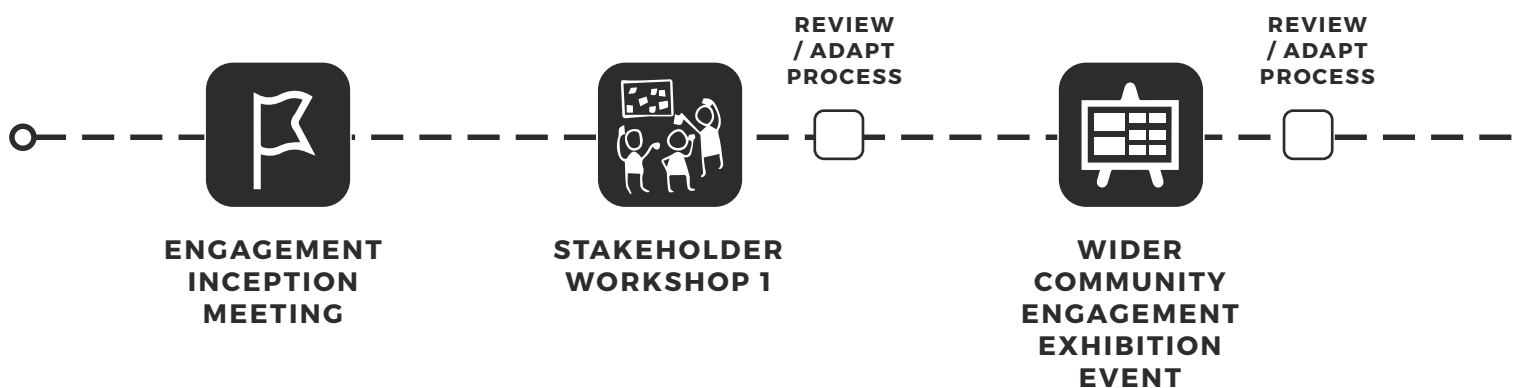 REVIEW
/ ADAPT
PROCESS
REVIEW
/ ADAPT
PROCESS
ENGAGEMENT
INCEPTION
MEETING
STAKEHOLDER
WORKSHOP 1
WIDER
COMMUNITY
ENGAGEMENT
EXHIBITION
EVENT